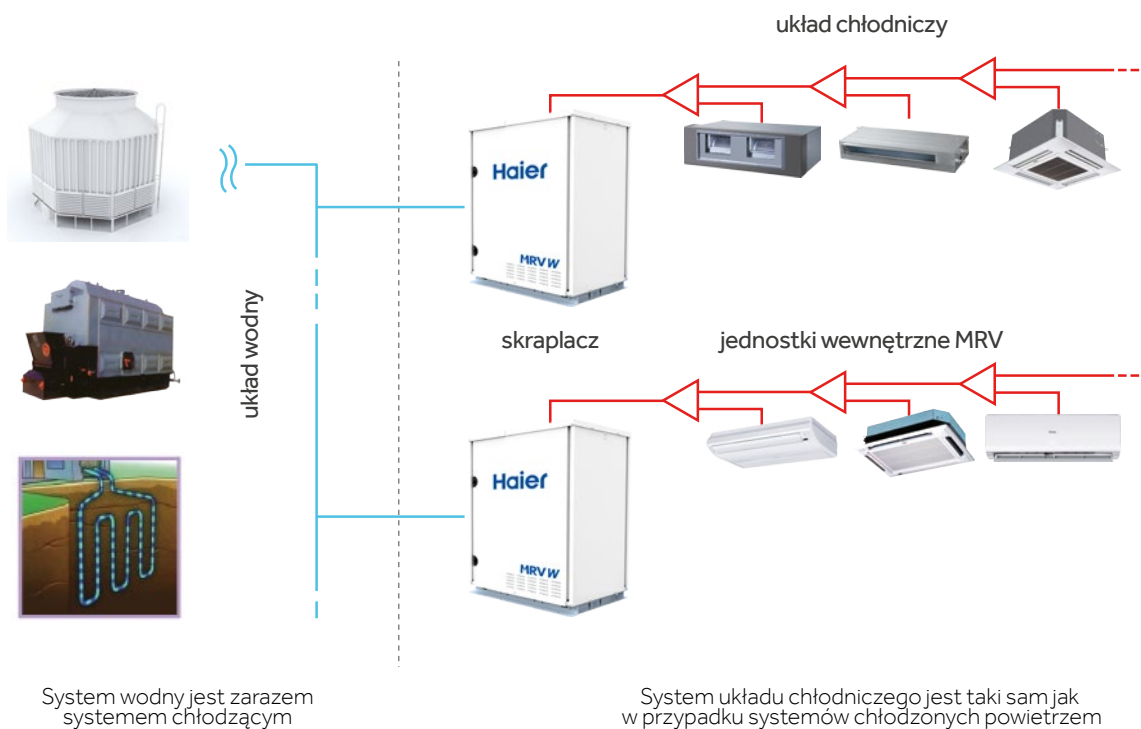 układ chłodniczy
Haier
MRV W
układ wodny
skraplacz
jednostki wewnętrzne MRV
Haier
MRV W
System wodny jest zarazem
systemem chłodzącym
System układu chłodniczego jest taki sam jak
w przypadku systemów chłodzonych powietrzem